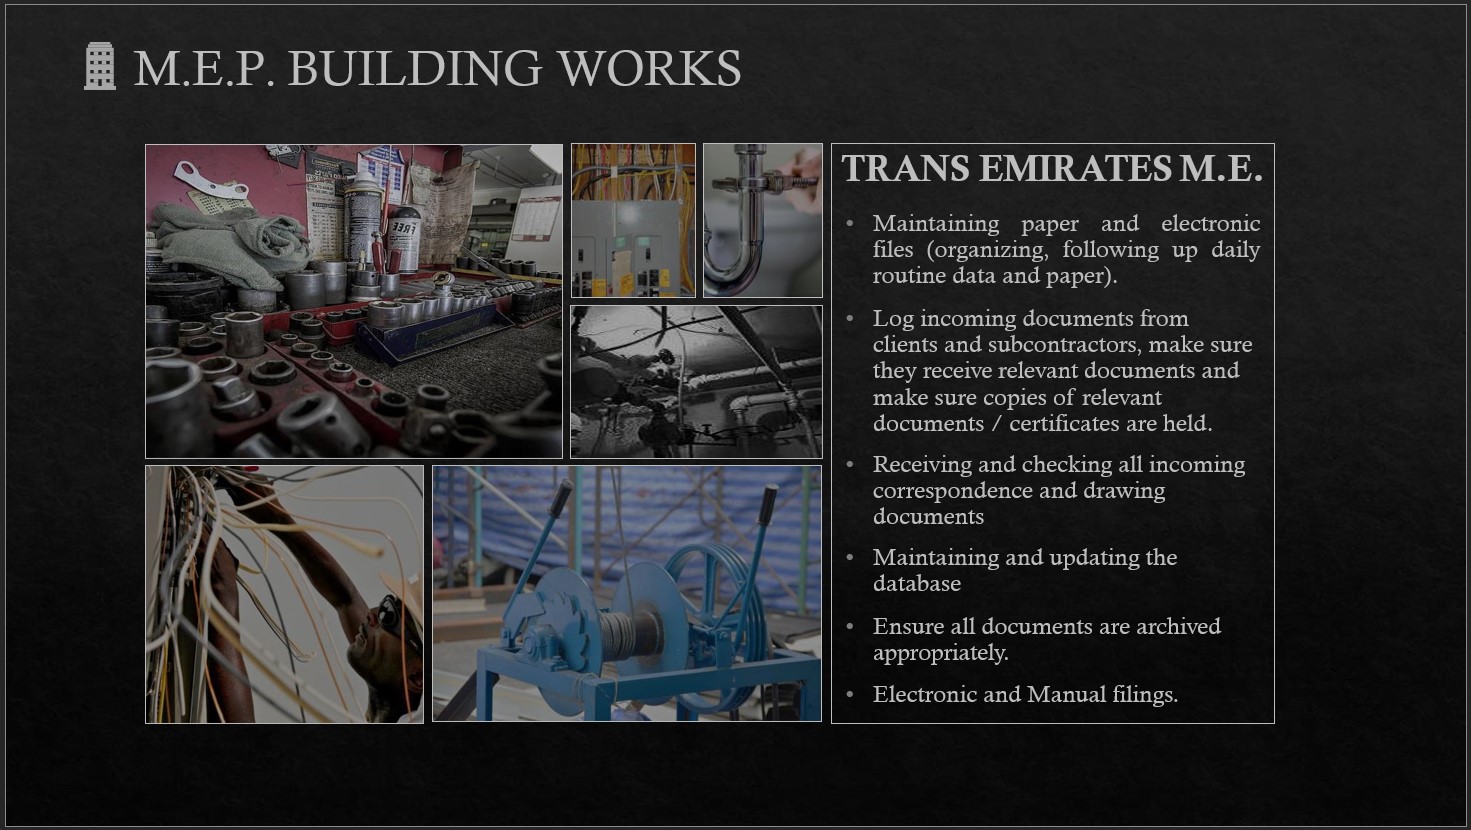 M.E.P. BUILDING WORKS
FREE
TRANS EMIRATES M.E.
• Maintaining paper and electronic
files (organizing, following up daily
routine data and paper).
• Log incoming documents from
clients and subcontractors, make sure
they receive relevant documents and
make sure copies of relevant
documents / certificates are held.
• Receiving and checking all incoming
correspondence and drawing
documents
• Maintaining and updating the
database
• Ensure all documents are archived
appropriately.
• Electronic and Manual filings.